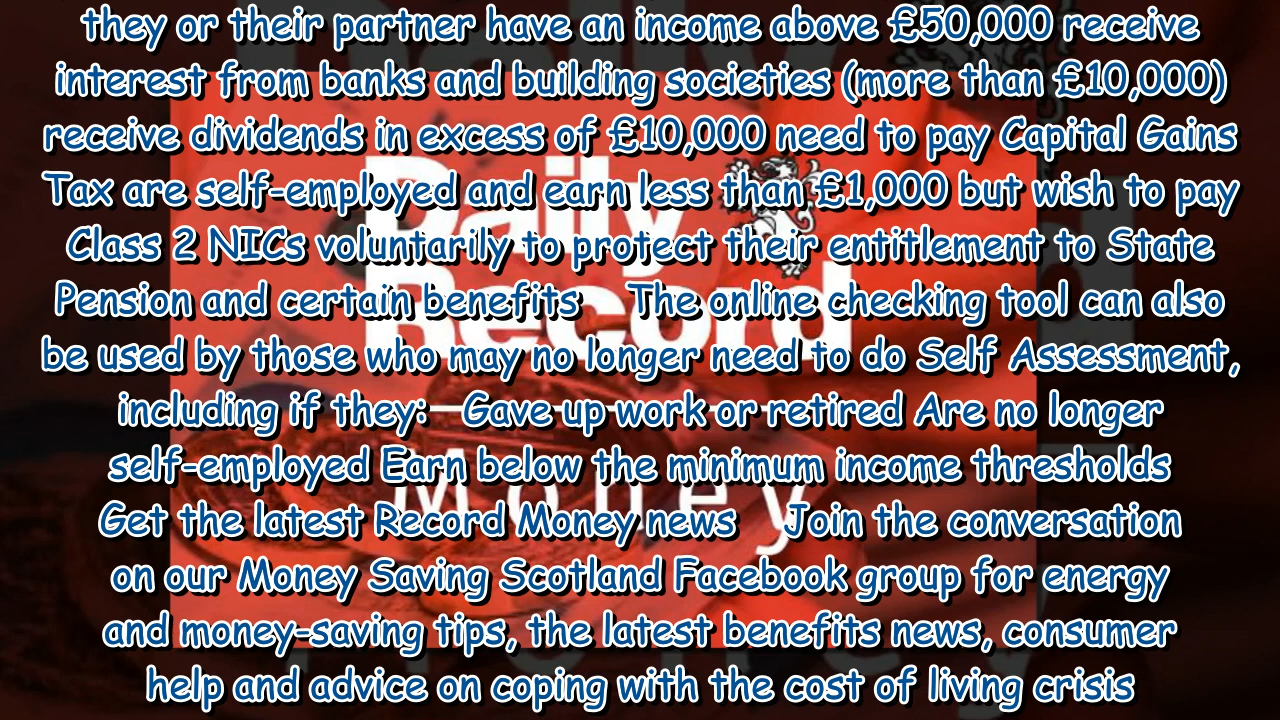 they or their partner have an income above £50,000 receive
interest from banks and building societies (more than £10,000)
receive dividends in excess of £10,000 need to pay Capital Gains
Tax are self-employed and earn less than £1,000 but wish to pay
Class 2 NICs voluntarily to protect their entitlement to State
Pension and certain benefits The online checking tool can also
be used by those who may no longer need to do Self Assessment,
including if they: Gave up work or retired Are no longer
self-employed Earn below the minimum income thresholds
Get the latest Record Money news Join the conversation
on our Money Saving Scotland Facebook group for energy
and money-saving tips, the latest benefits news, consumer
help and advice on coping with the cost of living crisis
Daily
Record
Money